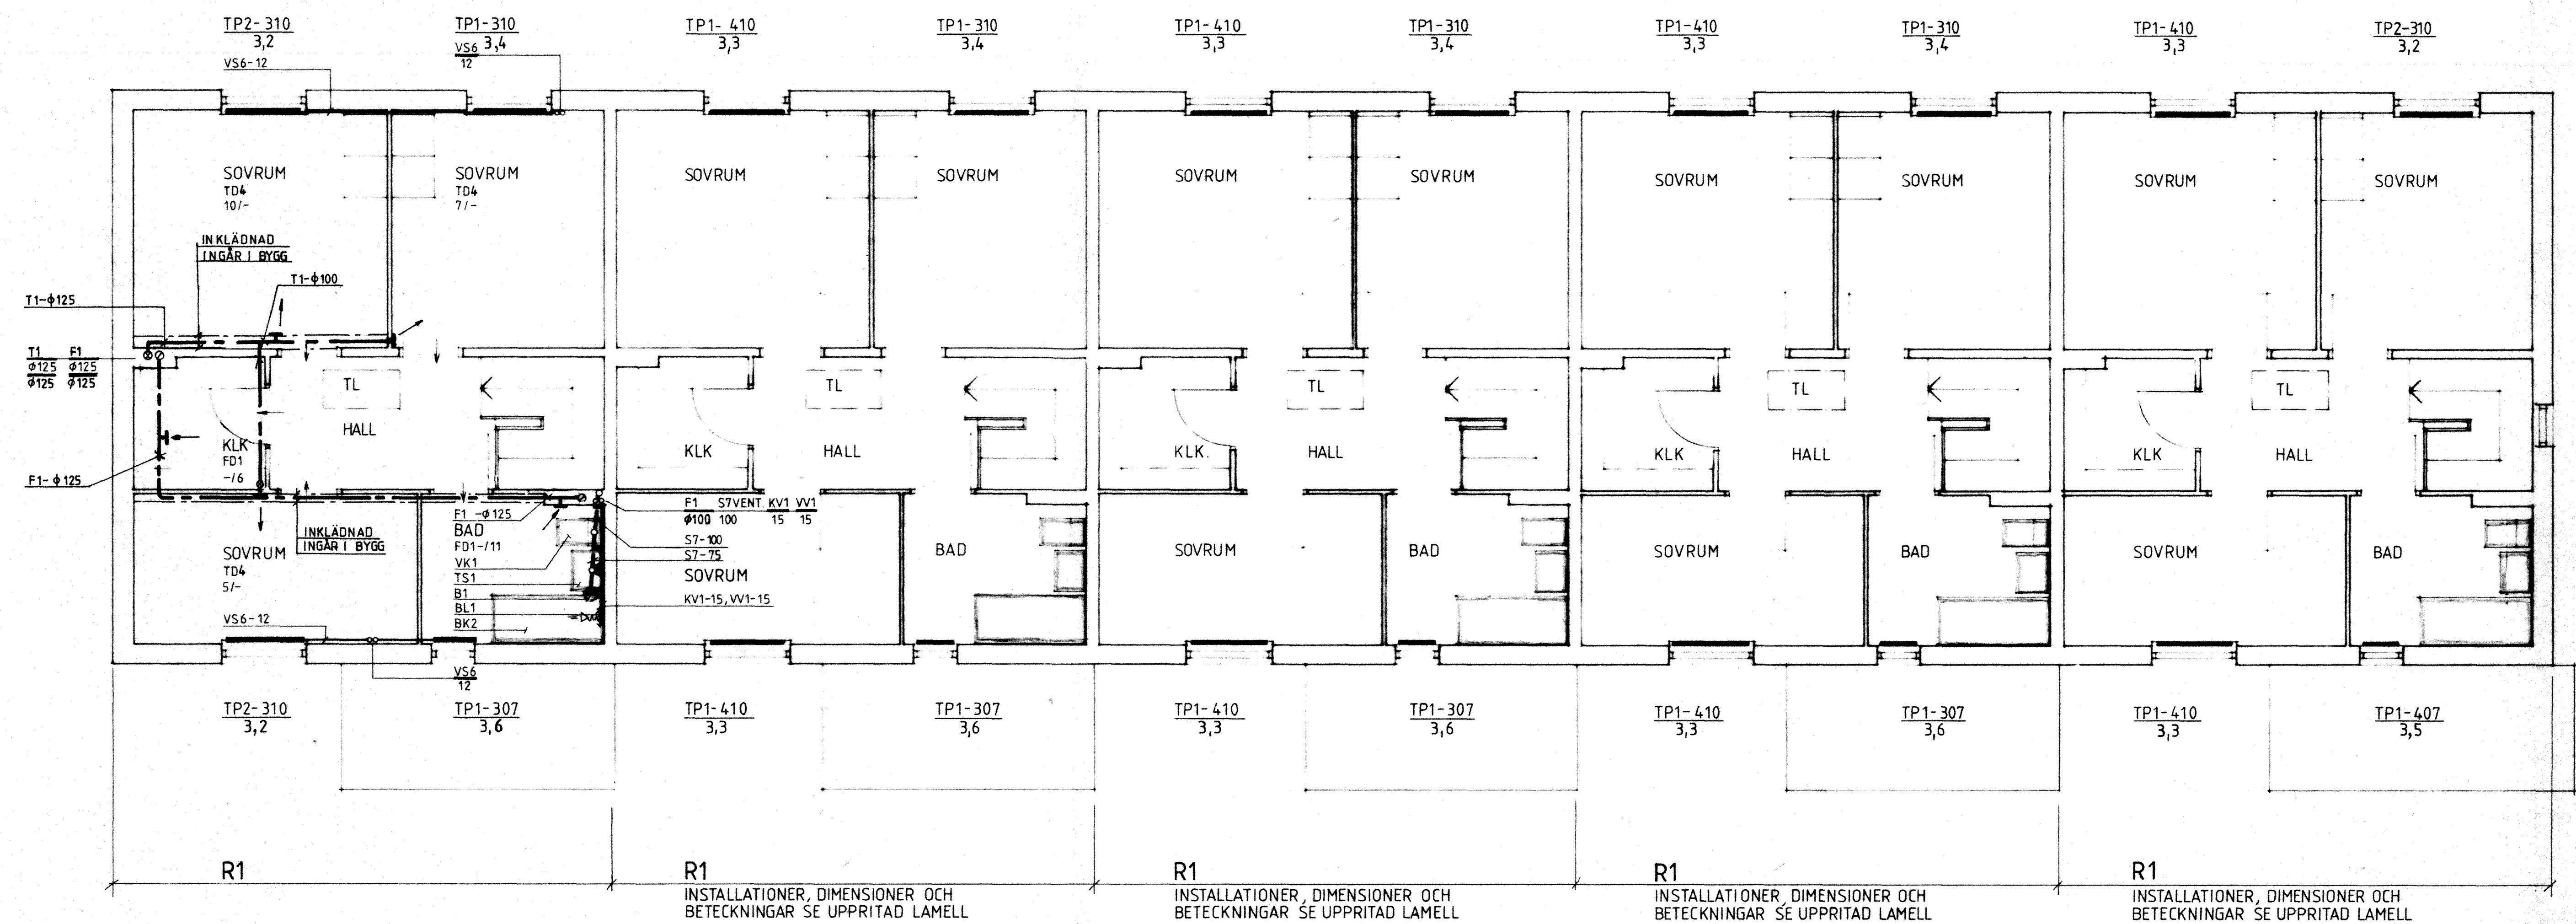 TP2-310
3,2
TP1-310
3,4
TP1-410
3,3
TP1-310
3,4
TP1-410
3,3
TP1-310
3,4
TP1-410
3,3
TP1-310
3,4
TP1-410
3,3
TP2-310
3,2
VS6
12
VS6-12
SOVRUM
TD4
10/-
SOVRUM
TD4
7/-
SOVRUM
SOVRUM
SOVRUM
SOVRUM
SOVRUM
SOVRUM
SOVRUM
SOVRUM
INKLÄDNAD
INGÅR I BYGG
T1-ϕ100
T1-ϕ125
T1
ϕ125
ϕ125
F1
ϕ125
ϕ125
TL
TL
TL
TL
TL
HALL
KLK
FD1
-/6
KLK
HALL
KLK.
HALL
KLK
HALL
KLK
HALL
F1-ϕ125
F1-ϕ125
BAD
FD1-/11
VK1
TS1
B1
BL1
BK2
INKLÄDNAD
INGÅR I BYGG
SOVRUM
TD4
5/-
VS6-12
VS6
12
F1
ϕ100
S7VENT.
100
KV1
15
VV1
15
S7-100
S7-75
SOVRUM
KV1-15, VV1-15
BAD
SOVRUM
BAD
SOVRUM
BAD
SOVRUM
BAD
TP2-310
3,2
TP1-307
3,6
TP1-410
3,3
TP1-307
3,6
TP1-410
3,3
TP1-307
3,6
TP1-410
3,3
TP1-307
3,6
TP1-410
3,3
TP1-407
3,5
R1
R1
INSTALLATIONER, DIMENSIONER OCH
BETECKNINGAR SE UPPRITAD LAMELL
R1
INSTALLATIONER, DIMENSIONER OCH
BETECKNINGAR SE UPPRITAD LAMELL
R1
INSTALLATIONER, DIMENSIONER OCH
BETECKNINGAR SE UPPRITAD LAMELL
R1
INSTALLATIONER, DIMENSIONER OCH
BETECKNINGAR SE UPPRITAD LAMELL